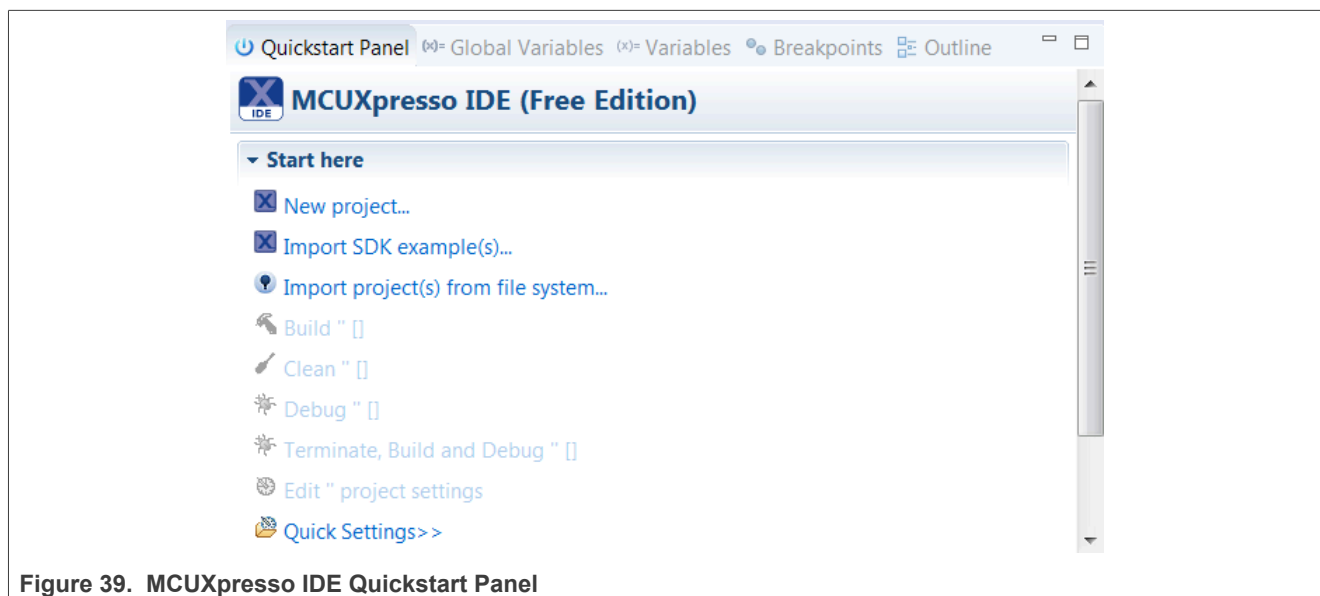 Quickstart Panel (x)= Global Variables (x)= Variables Breakpoints Outline
IDE MCUXpresso IDE (Free Edition)
Start here
New project...
Import SDK example(s)...
Import project(s) from file system...
Build '' []
Clean '' []
Debug '' []
Terminate, Build and Debug '' []
Edit '' project settings
Quick Settings>>
Figure 39. MCUXpresso IDE Quickstart Panel